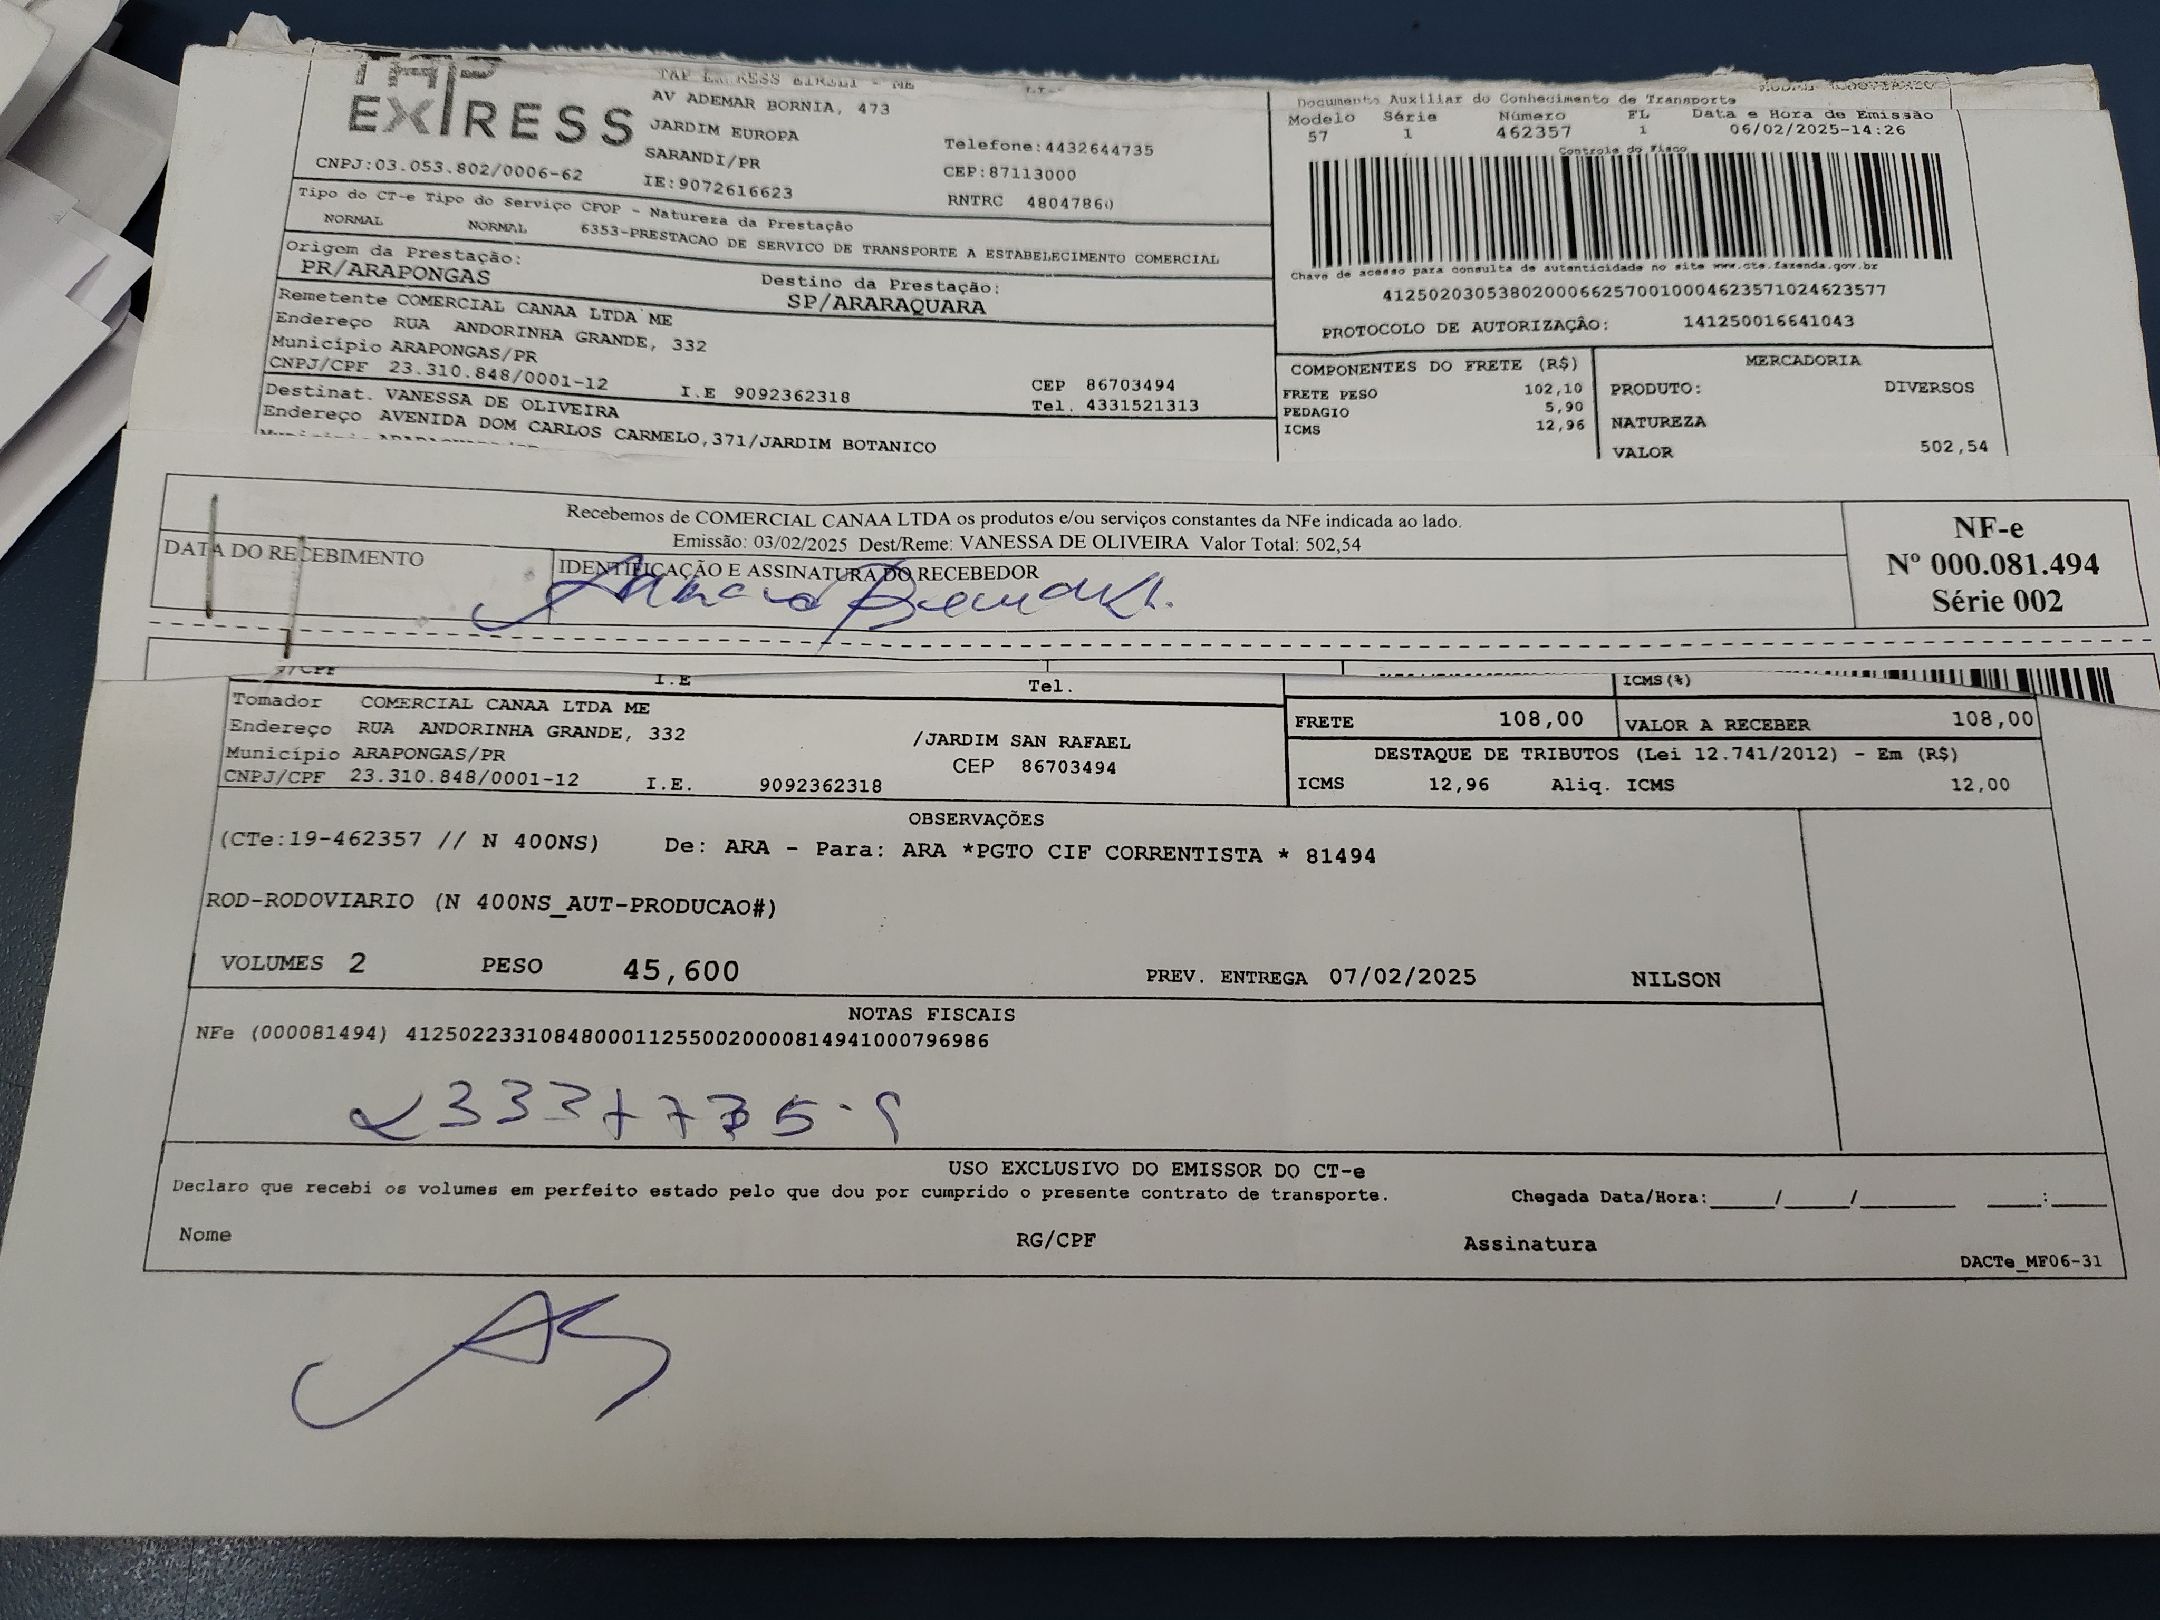 TAP EXPRESS
TAP EXPRESS EIRELI - ME
AV ADEMAR BORNIA, 473
JARDIM EUROPA
SARANDI/PR
IE:9072616623
CNPJ:03.053.802/0006-62
Telefone:4432644735
CEP:87113000
RNTRC 48047860
Documento Auxiliar do Conhecimento de Transporte
Modelo Série Número FL Data e Hora de Emissão
57 1 462357 1 06/02/2025-14:26
Controle do Fisco
Chave de acesso para consulta de autenticidade no site www.cte.fazenda.gov.br
41250203053802000662570010004623571024623577
PROTOCOLO DE AUTORIZAÇÂO: 141250016641043
Tipo do CT-e Tipo do Serviço CFOP - Natureza da Prestação
NORMAL NORMAL 6353-PRESTACAO DE SERVICO DE TRANSPORTE A ESTABELECIMENTO COMERCIAL
Origem da Prestação: Destino da Prestação:
PR/ARAPONGAS SP/ARARAQUARA
Remetente COMERCIAL CANAA LTDA ME
Endereço RUA ANDORINHA GRANDE, 332
Município ARAPONGAS/PR CEP 86703494
CNPJ/CPF 23.310.848/0001-12 I.E 9092362318 Tel. 4331521313
Destinat. VANESSA DE OLIVEIRA
Endereço AVENIDA DOM CARLOS CARMELO,371/JARDIM BOTANICO
COMPONENTES DO FRETE (R$)
FRETE PESO 102,10
PEDAGIO 5,90
ICMS 12,96
MERCADORIA
PRODUTO: DIVERSOS
NATUREZA
VALOR 502,54
Recebemos de COMERCIAL CANAA LTDA os produtos e/ou serviços constantes da NFe indicada ao lado.
Emissão: 03/02/2025 Dest/Reme: VANESSA DE OLIVEIRA Valor Total: 502,54
DATA DO RECEBIMENTO
IDENTIFICAÇÃO E ASSINATURA DO RECEBEDOR
NF-e
Nº 000.081.494
Série 002
I.E Tel.
ICMS(%)
Tomador COMERCIAL CANAA LTDA ME
Endereço RUA ANDORINHA GRANDE, 332 /JARDIM SAN RAFAEL
Município ARAPONGAS/PR CEP 86703494
CNPJ/CPF 23.310.848/0001-12 I.E. 9092362318
FRETE 108,00 VALOR A RECEBER 108,00
DESTAQUE DE TRIBUTOS (Lei 12.741/2012) - Em (R$)
ICMS 12,96 Aliq. ICMS 12,00
OBSERVAÇÕES
(CTe:19-462357 // N 400NS) De: ARA - Para: ARA *PGTO CIF CORRENTISTA * 81494
ROD-RODOVIARIO (N 400NS_AUT-PRODUCAO#)
VOLUMES 2 PESO 45,600 PREV. ENTREGA 07/02/2025 NILSON
NOTAS FISCAIS
NFe (000081494) 41250223310848000112550020000814941000796986
USO EXCLUSIVO DO EMISSOR DO CT-e
Declaro que recebi os volumes em perfeito estado pelo que dou por cumprido o presente contrato de transporte. Chegada Data/Hora:____/____/______ ___:___
Nome RG/CPF Assinatura
DACTe_MF06-31